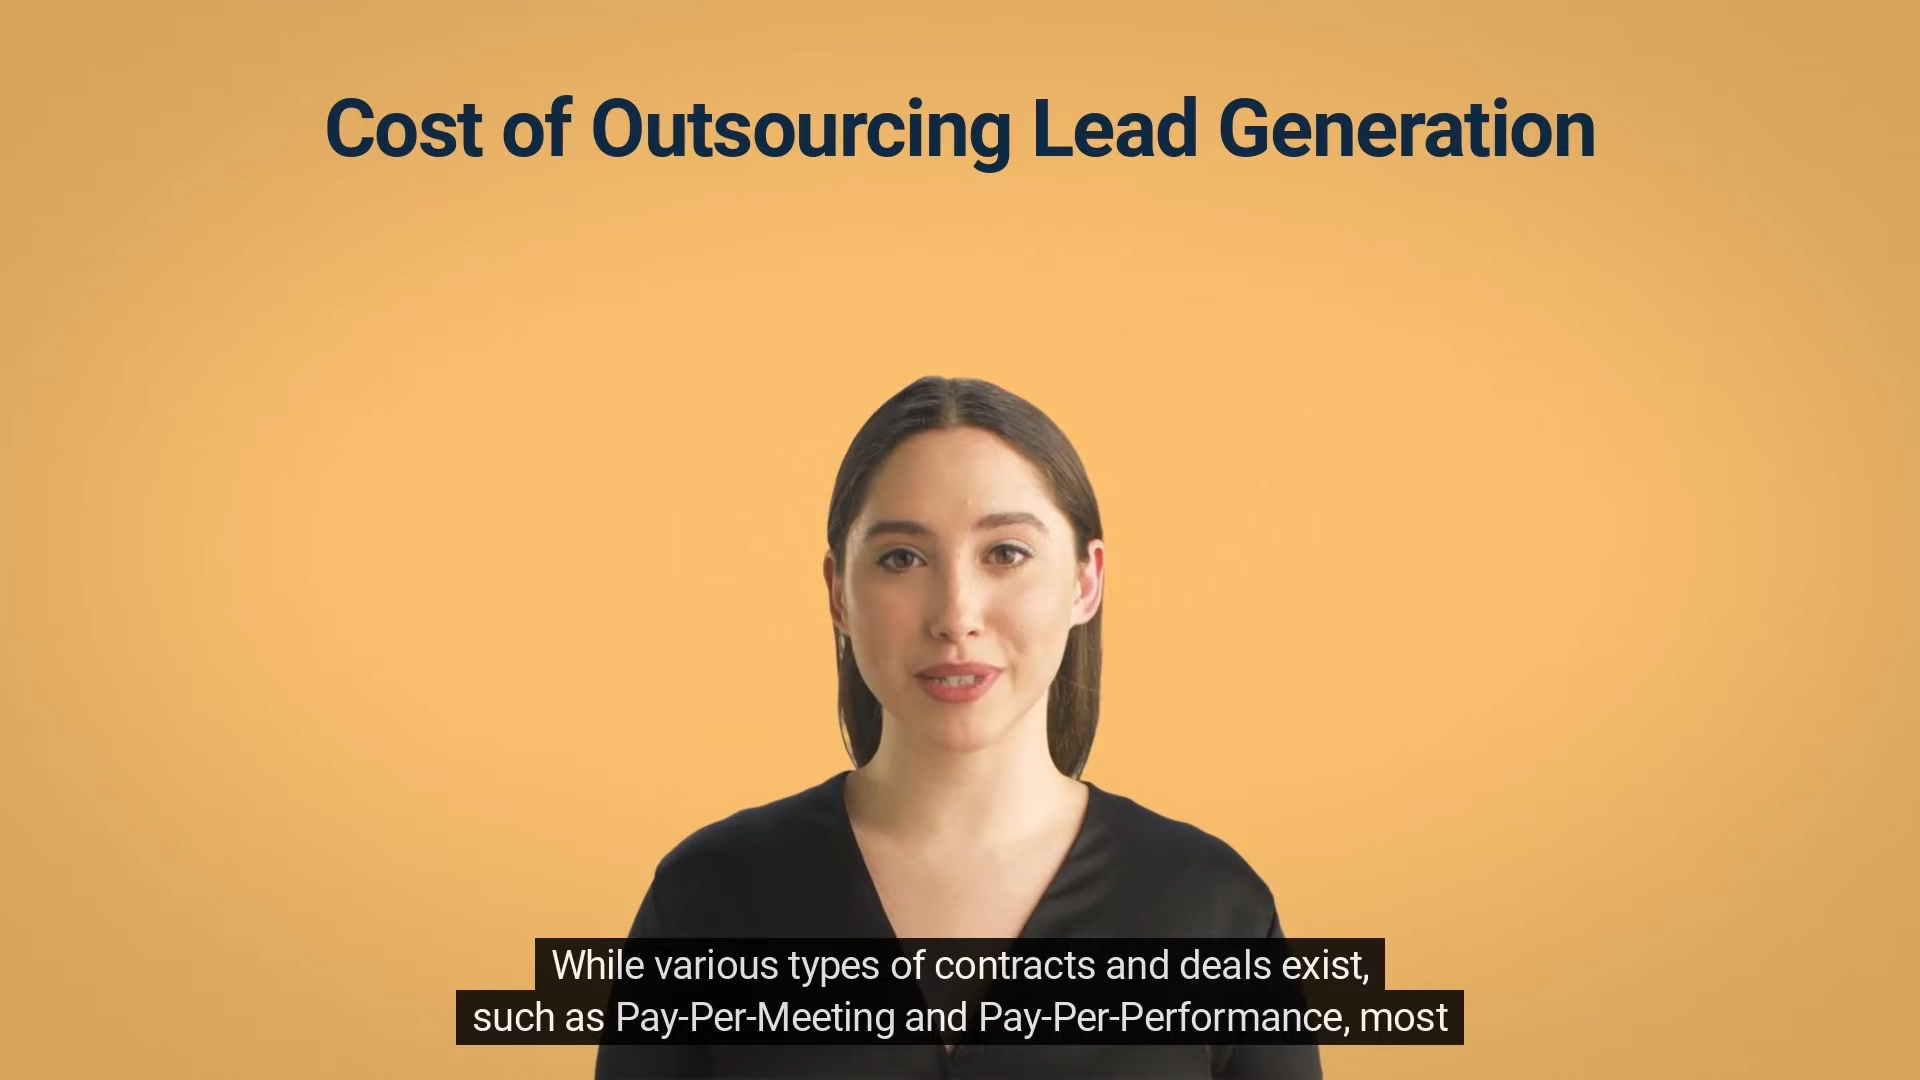 Cost of Outsourcing Lead Generation
While various types of contracts and deals exist,
such as Pay-Per-Meeting and Pay-Per-Performance, most